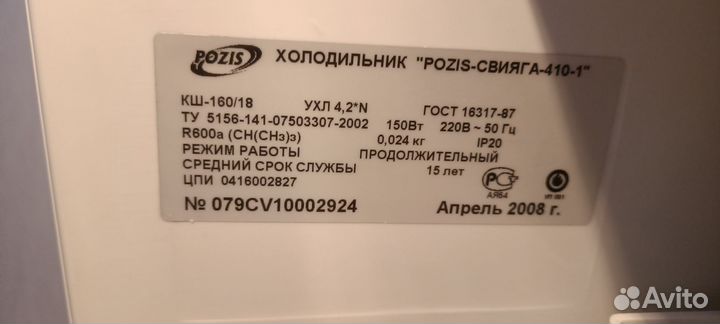 POZIS ХОЛОДИЛЬНИК "POZIS-СВИЯГА-410-1"
КШ-160/18 УХЛ 4,2*N ГОСТ 16317-87
ТУ 5156-141-07503307-2002 150Вт 220В ~ 50 Гц
R600a (CH(CH₃)₃) 0,024 кг IP20
РЕЖИМ РАБОТЫ ПРОДОЛЖИТЕЛЬНЫЙ
СРЕДНИЙ СРОК СЛУЖБЫ 15 лет
ЦПИ 0416002827
АЯ64
№ 079CV10002924 Апрель 2008 г.
Avito